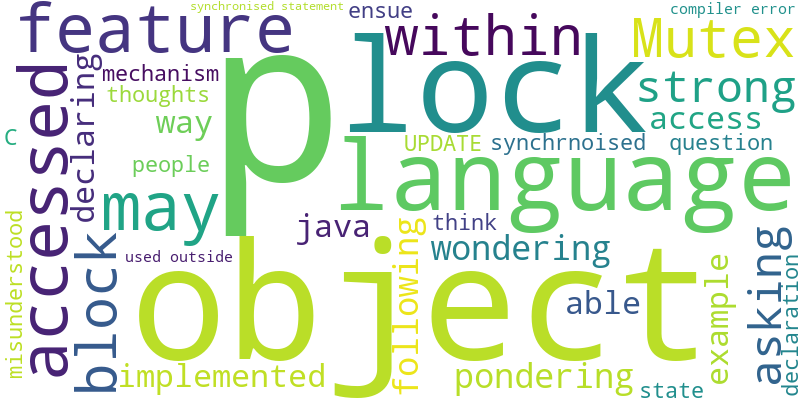 synchronised statement
ensue
compiler error
feature
within
Mutex
p
lock
mechanism
thoughts
strong
accessed
declaring
way
access
C
UPDATE
synchrnoised
question
people
language
may
java
think
wondering
used outside
block
object
following
able
example
asking
declaration
misunderstood
implemented
pondering
state